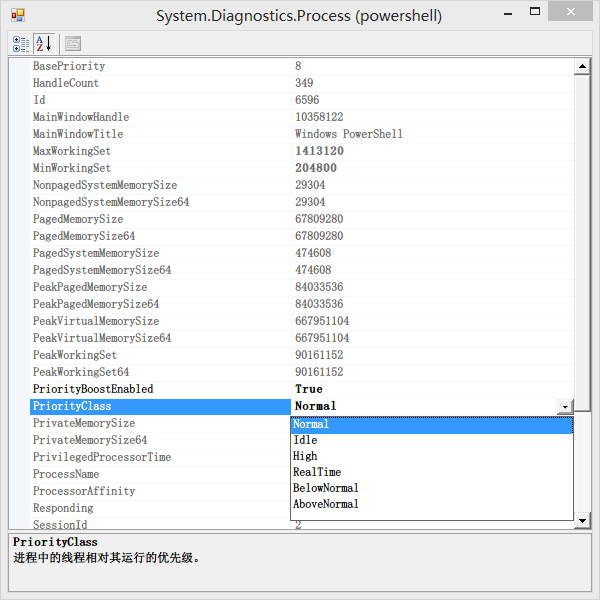 System.Diagnostics.Process (powershell)
BasePriority 8
HandleCount 349
Id 6596
MainWindowHandle 10358122
MainWindowTitle Windows PowerShell
MaxWorkingSet 1413120
MinWorkingSet 204800
NonpagedSystemMemorySize 29304
NonpagedSystemMemorySize64 29304
PagedMemorySize 67809280
PagedMemorySize64 67809280
PagedSystemMemorySize 474608
PagedSystemMemorySize64 474608
PeakPagedMemorySize 84033536
PeakPagedMemorySize64 84033536
PeakVirtualMemorySize 667951104
PeakVirtualMemorySize64 667951104
PeakWorkingSet 90161152
PeakWorkingSet64 90161152
PriorityBoostEnabled True
PriorityClass Normal
PrivateMemorySize
PrivateMemorySize64
PrivilegedProcessorTime
ProcessName
ProcessorAffinity
Responding
SessionId 2
Normal
Idle
High
RealTime
BelowNormal
AboveNormal
PriorityClass
进程中的线程相对其运行的优先级。